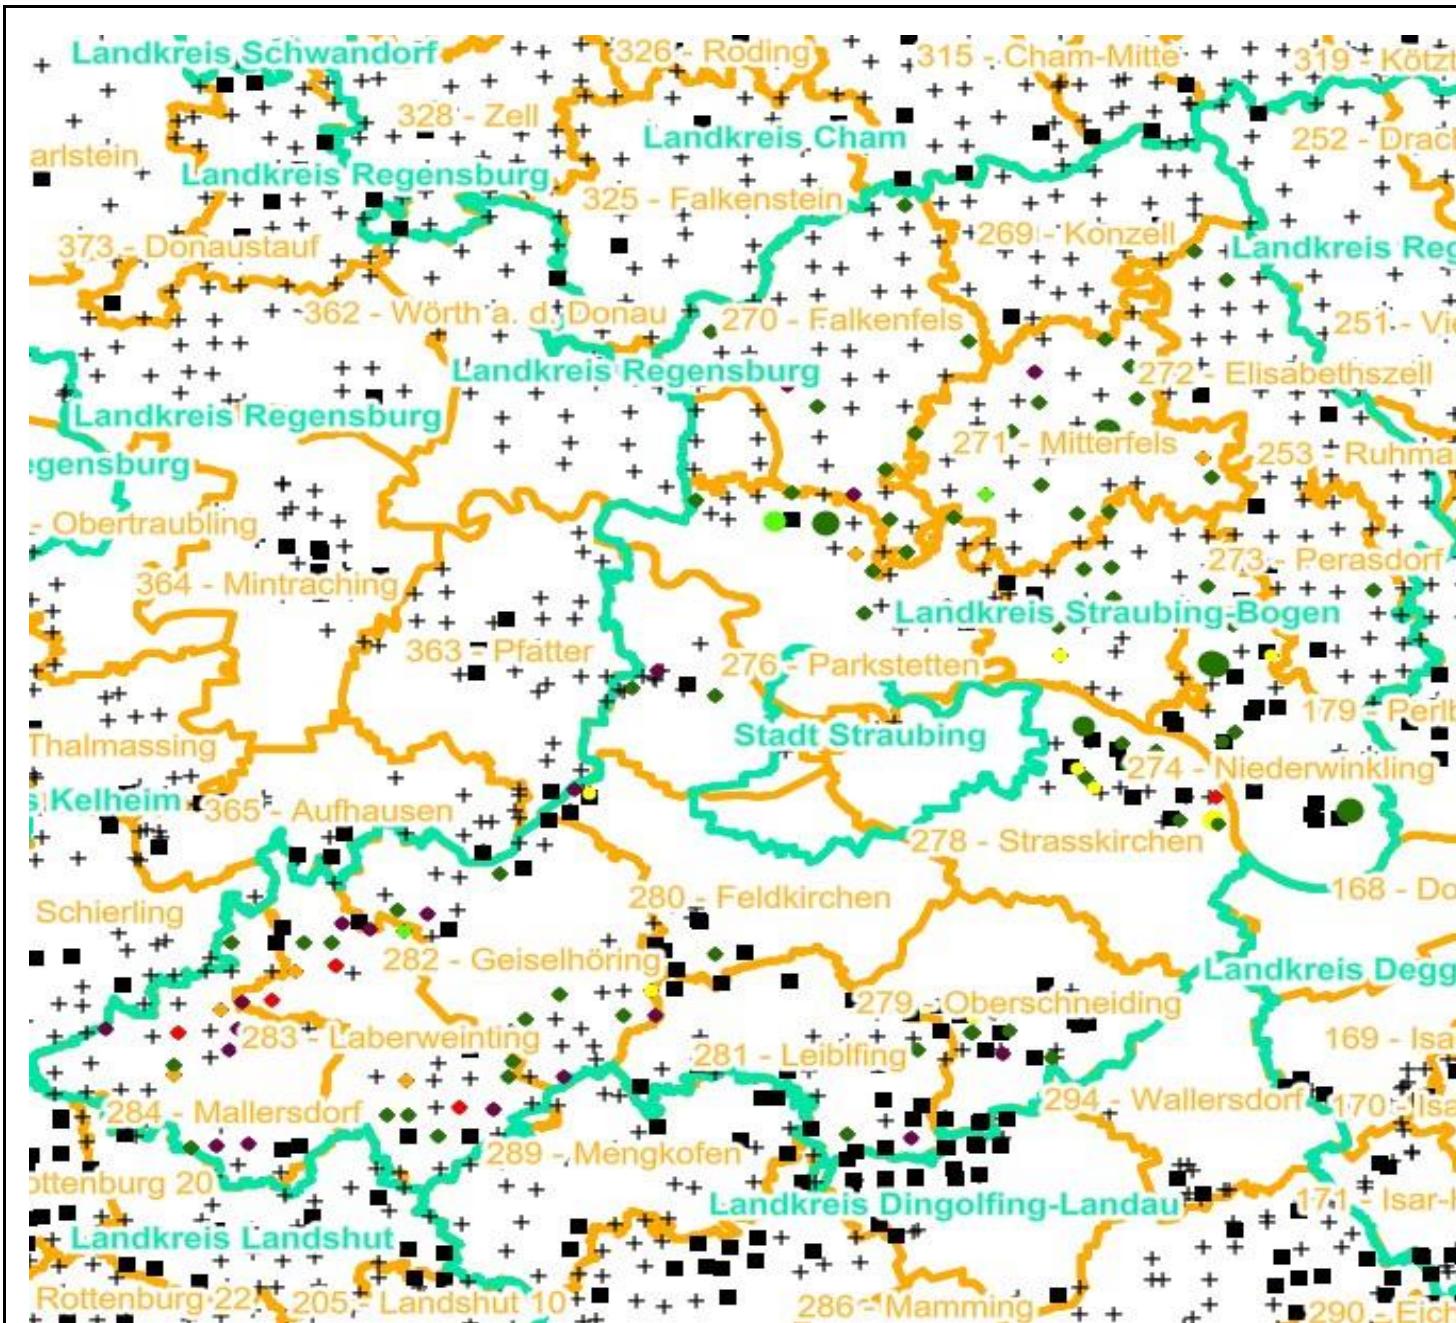 Landkreis Schwandorf
326 - Roding
315 - Cham-Mitte
319 - Kötzt
328 - Zell
Landkreis Cham
252 - Drach
arlstein
Landkreis Regensburg
325 - Falkenstein
373 - Donaustauf
269 - Konzell
Landkreis Reg
362 - Wörth a. d. Donau
270 - Falkenfels
251 - Vi
Landkreis Regensburg
272 - Elisabethszell
Landkreis Regensburg
271 - Mitterfels
253 - Ruhma
egensburg
- Obertraubling
273 - Perasdorf
364 - Mintraching
Landkreis Straubing-Bogen
363 - Pfatter
276 - Parkstetten
179 - Perl
Thalmassing
Stadt Straubing
274 - Niederwinkling
s Kelheim
365 - Aufhausen
278 - Strasskirchen
280 - Feldkirchen
168 - Do
Schierling
282 - Geiselhöring
Landkreis Degg
279 - Oberschneiding
283 - Laberweinting
281 - Leiblfing
169 - Isa
284 - Mallersdorf
294 - Wallersdorf
170 - Isa
289 - Mengkofen
ottenburg 20
Landkreis Dingolfing-Landau
171 - Isar-
Landkreis Landshut
Rottenburg 22
205 - Landshut 10
286 - Mamming
290 - Eich